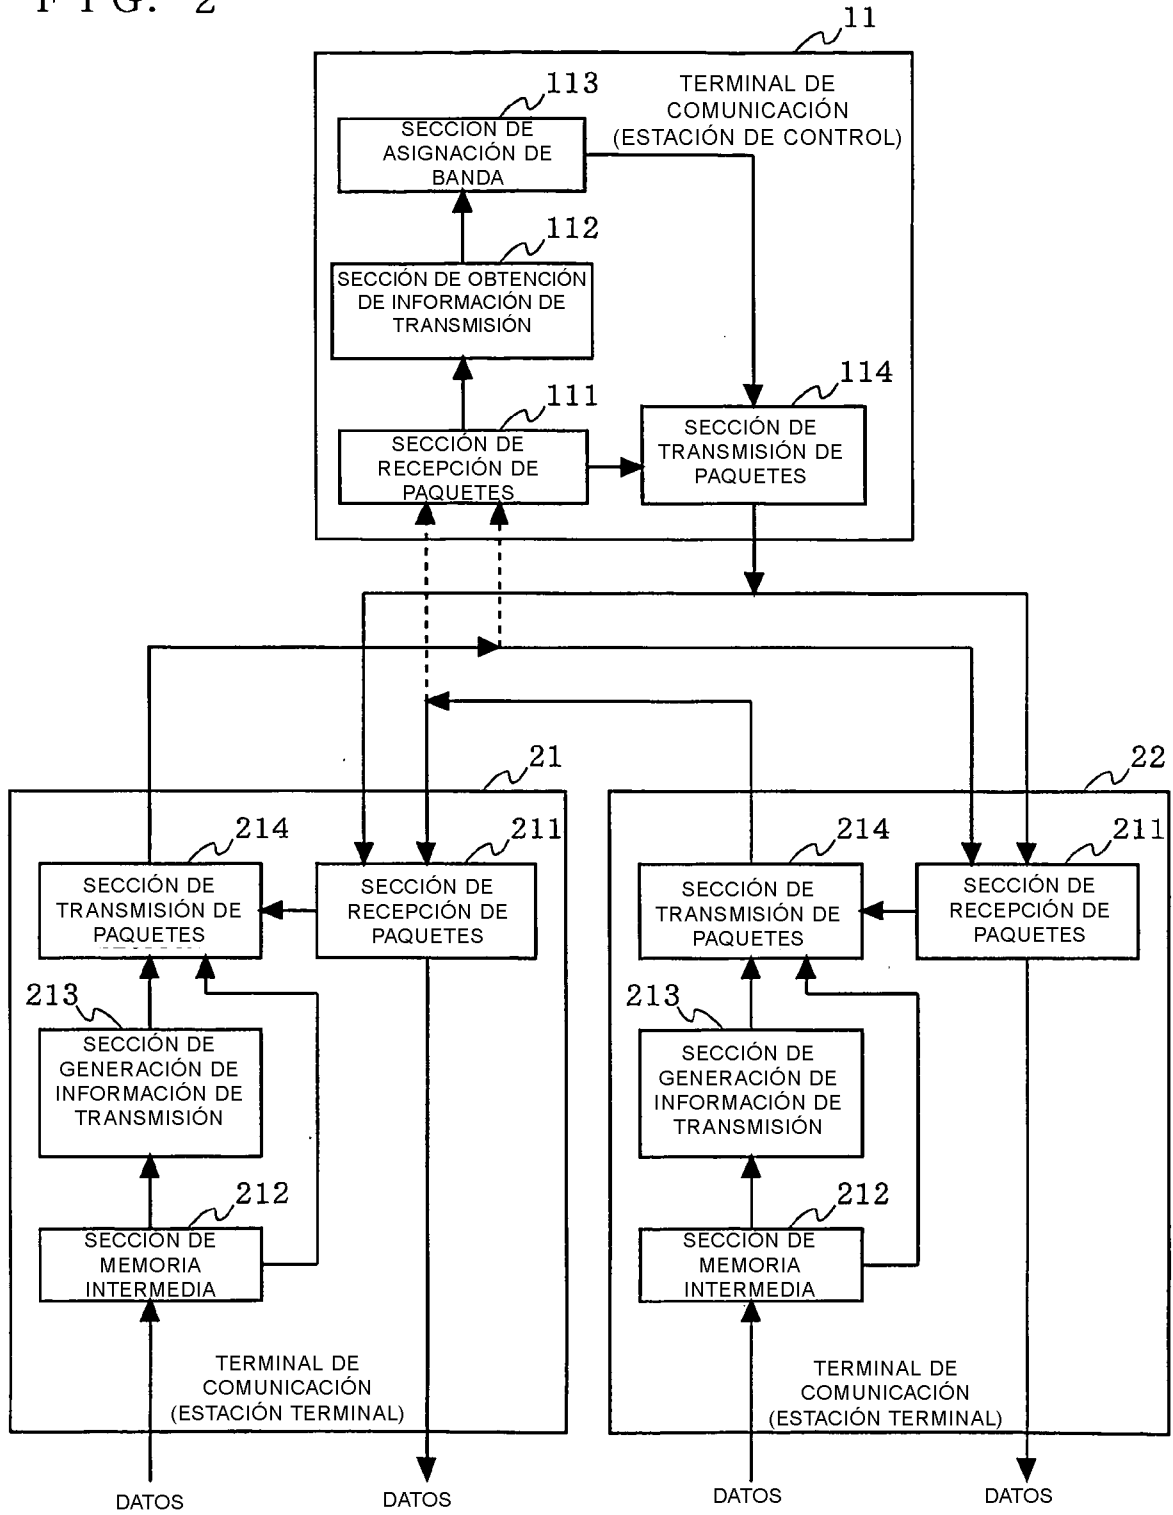 FIG. 2
11
TERMINAL DE
COMUNICACIÓN
(ESTACIÓN DE CONTROL)
113
SECCIÓN DE
ASIGNACIÓN DE
BANDA
112
SECCIÓN DE OBTENCIÓN
DE INFORMACIÓN DE
TRANSMISIÓN
111
SECCIÓN DE
RECEPCIÓN DE
PAQUETES
114
SECCIÓN DE
TRANSMISIÓN DE
PAQUETES
21
214
SECCIÓN DE
TRANSMISIÓN DE
PAQUETES
211
SECCIÓN DE
RECEPCIÓN DE
PAQUETES
213
SECCIÓN DE
GENERACIÓN DE
INFORMACIÓN DE
TRANSMISIÓN
212
SECCIÓN DE
MEMORIA
INTERMEDIA
TERMINAL DE
COMUNICACIÓN
(ESTACIÓN TERMINAL)
DATOS
DATOS
22
214
SECCIÓN DE
TRANSMISIÓN DE
PAQUETES
211
SECCIÓN DE
RECEPCIÓN DE
PAQUETES
213
SECCIÓN DE
GENERACIÓN DE
INFORMACIÓN DE
TRANSMISIÓN
212
SECCIÓN DE
MEMORIA
INTERMEDIA
TERMINAL DE
COMUNICACIÓN
(ESTACIÓN TERMINAL)
DATOS
DATOS